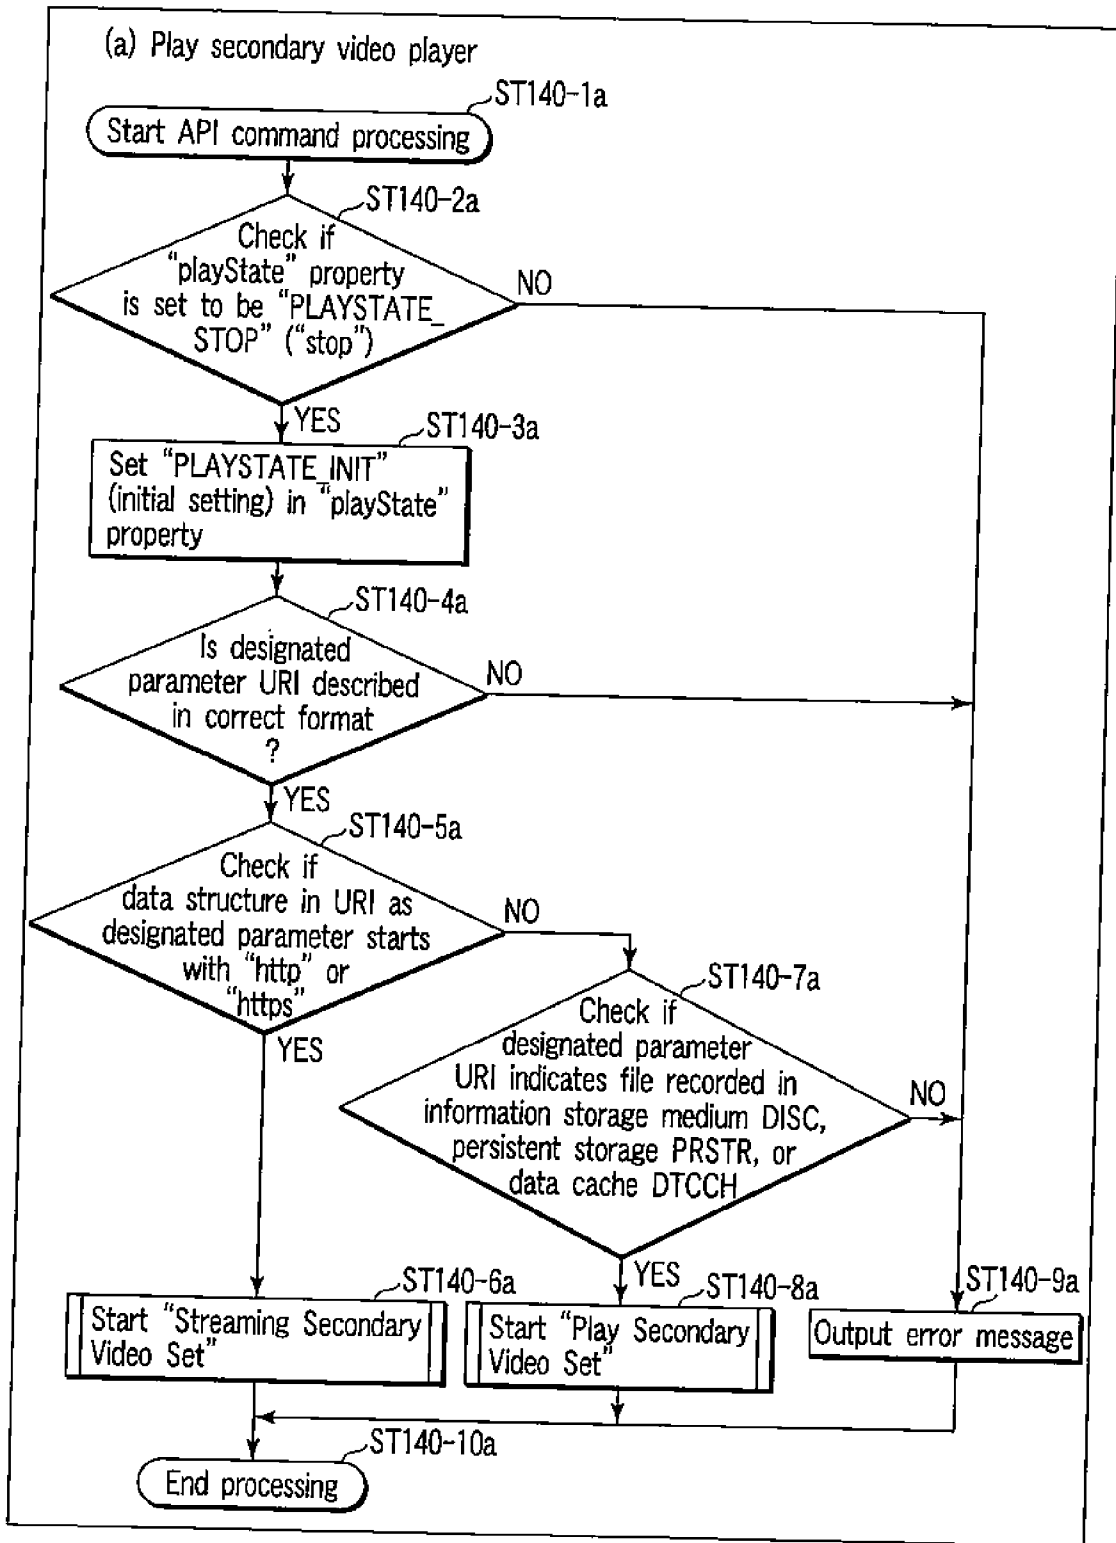 (a) Play secondary video player
ST140-1a
Start API command processing
ST140-2a
Check if
"playState" property
is set to be "PLAYSTATE_
STOP" ("stop")
NO
YES
ST140-3a
Set "PLAYSTATE_INIT"
(initial setting) in "playState"
property
ST140-4a
Is designated
parameter URI described
in correct format
?
NO
YES
ST140-5a
Check if
data structure in URI as
designated parameter starts
with "http" or
"https"
NO
YES
ST140-7a
Check if
designated parameter
URI indicates file recorded in
information storage medium DISC,
persistent storage PRSTR, or
data cache DTCCH
NO
YES
ST140-6a
Start "Streaming Secondary
Video Set"
ST140-8a
Start "Play Secondary
Video Set"
ST140-9a
Output error message
ST140-10a
End processing